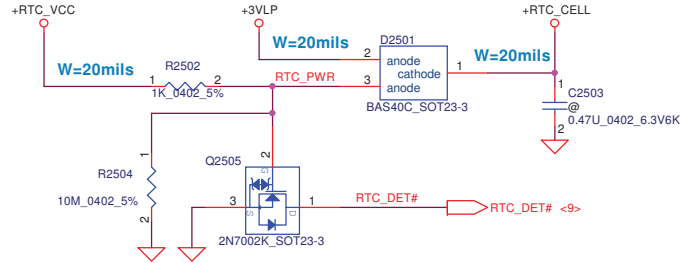 +RTC_VCC
+3VLP
+RTC_CELL
D2501
W=20mils
W=20mils
W=20mils
2
anode
cathode
1
3
anode
BAS40C_SOT23-3
R2502
1
2
RTC_PWR
1K_0402_5%
1
C2503
@
2
0.47U_0402_6.3V6K
1
R2504
10M_0402_5%
2
Q2505
2
G
3
S
D
1
2N7002K_SOT23-3
RTC_DET#
RTC_DET# <9>